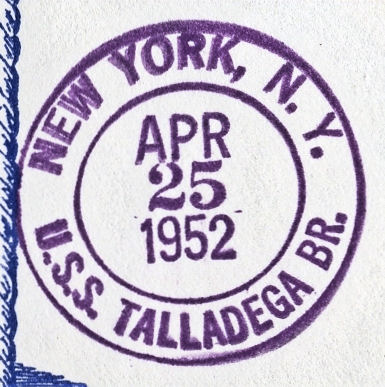 NEW YORK, N.Y.
APR
25
1952
U.S.S. TALLADEGA BR.